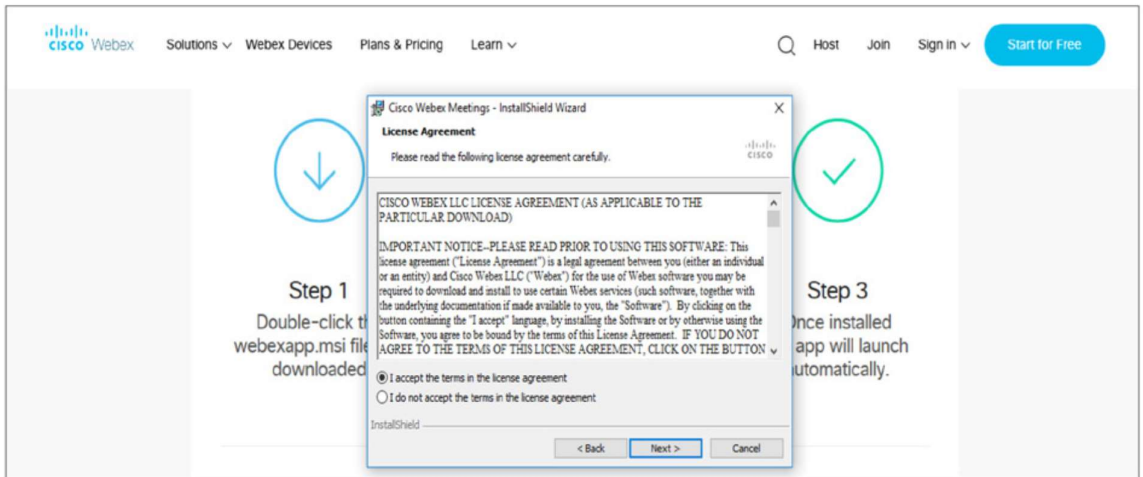 CISCO Webex Solutions Webex Devices Plans & Pricing Learn Host Join Sign in Start for Free
Cisco Webex Meetings - InstallShield Wizard X
License Agreement
Please read the following license agreement carefully.
CISCO
CISCO WEBEX LLC LICENSE AGREEMENT (AS APPLICABLE TO THE
PARTICULAR DOWNLOAD)
IMPORTANT NOTICE--PLEASE READ PRIOR TO USING THIS SOFTWARE: This
license agreement ("License Agreement") is a legal agreement between you (either an individual
or an entity) and Cisco Webex LLC ("Webex") for the use of Webex software you may be
required to download and install to use certain Webex services (such software, together with
the underlying documentation if made available to you, the "Software"). By clicking on the
button containing the "I accept" language, by installing the Software or by otherwise using the
Software, you agree to be bound by the terms of this License Agreement. IF YOU DO NOT
AGREE TO THE TERMS OF THIS LICENSE AGREEMENT, CLICK ON THE BUTTON
I accept the terms in the license agreement
I do not accept the terms in the license agreement
InstallShield
< Back Next > Cancel
Step 1
Double-click
webexapp.msi
downloaded
Step 3
installed
app will launch